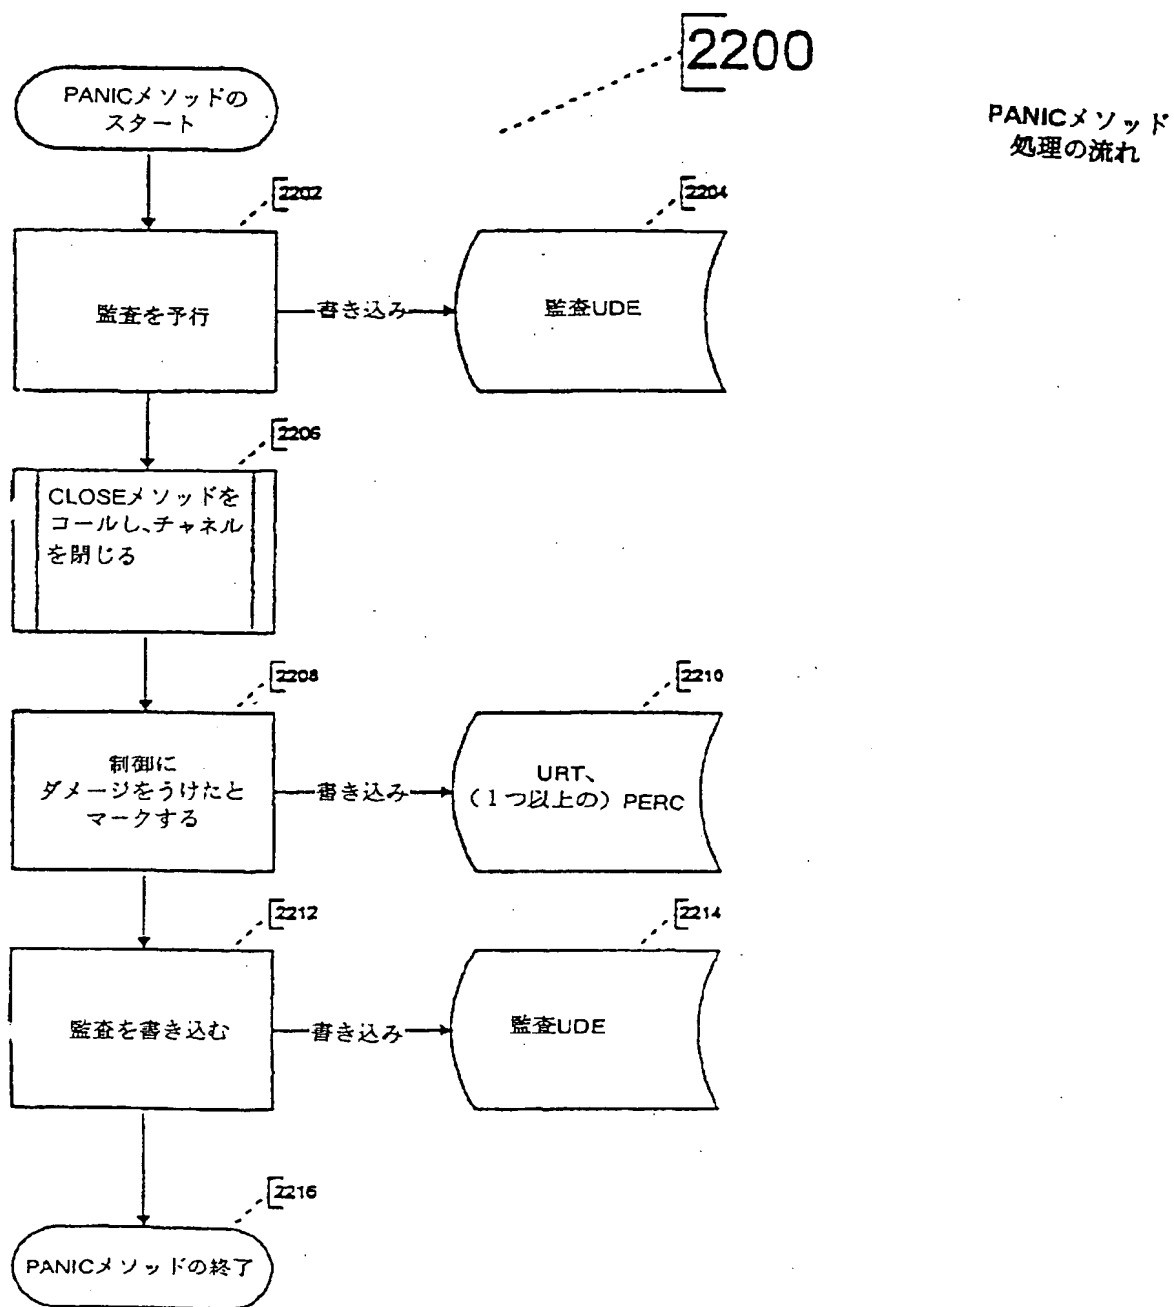 2200
PANICメソッド
処理の流れ
PANICメソッドの
スタート
2202
監査を予行
書き込み
2204
監査UDE
2206
CLOSEメソッドを
コールし、チャネル
を閉じる
2208
制御に
ダメージをうけたと
マークする
書き込み
2210
URT、
(1つ以上の) PERC
2212
監査を書き込む
書き込み
2214
監査UDE
2216
PANICメソッドの終了